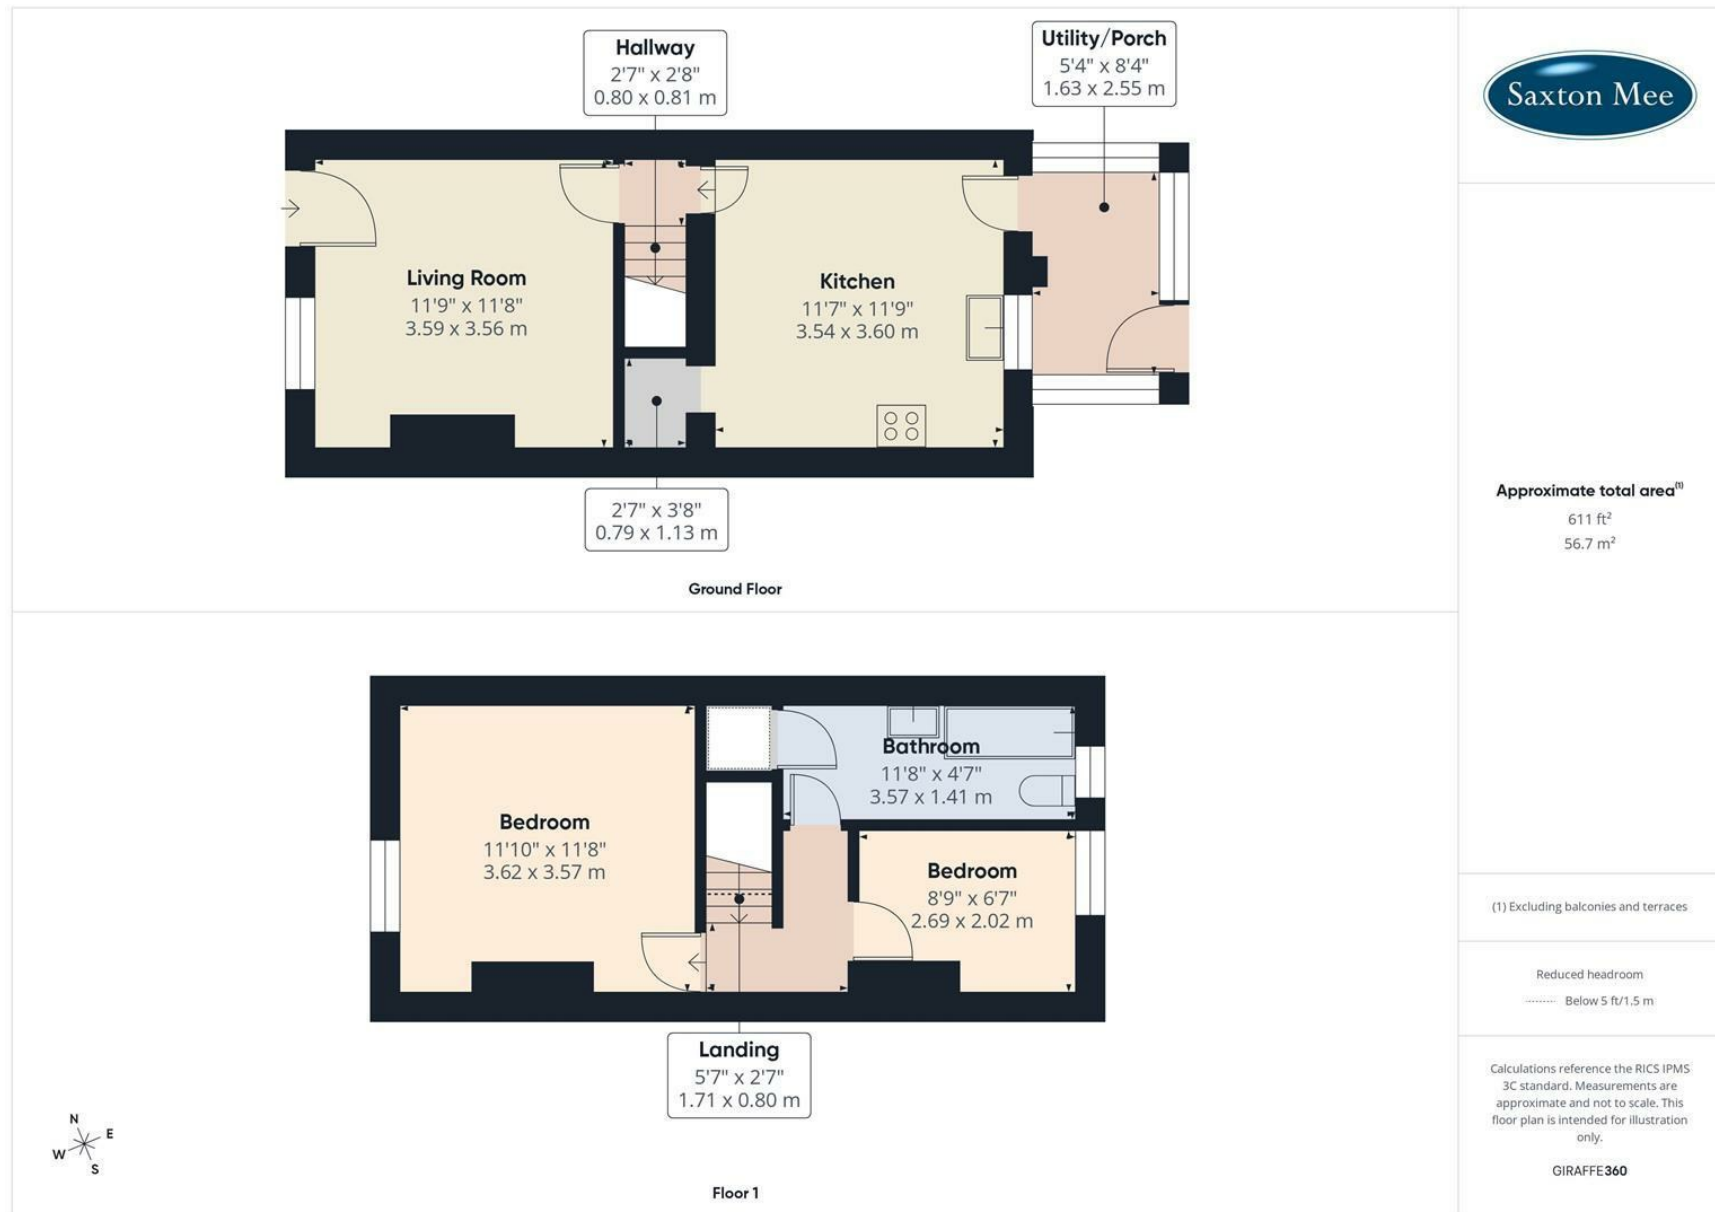 Hallway
2'7" x 2'8"
0.80 x 0.81 m
Utility/Porch
5'4" x 8'4"
1.63 x 2.55 m
Living Room
11'9" x 11'8"
3.59 x 3.56 m
Kitchen
11'7" x 11'9"
3.54 x 3.60 m
2'7" x 3'8"
0.79 x 1.13 m
Ground Floor
Bedroom
11'10" x 11'8"
3.62 x 3.57 m
Bathroom
11'8" x 4'7"
3.57 x 1.41 m
Bedroom
8'9" x 6'7"
2.69 x 2.02 m
Landing
5'7" x 2'7"
1.71 x 0.80 m
N
E
W
S
Floor 1
Saxton Mee
Approximate total area(1)
611 ft²
56.7 m²
(1) Excluding balconies and terraces
Reduced headroom
Below 5 ft/1.5 m
Calculations reference the RICS IPMS
3C standard. Measurements are
approximate and not to scale. This
floor plan is intended for illustration
only.
GIRAFFE360